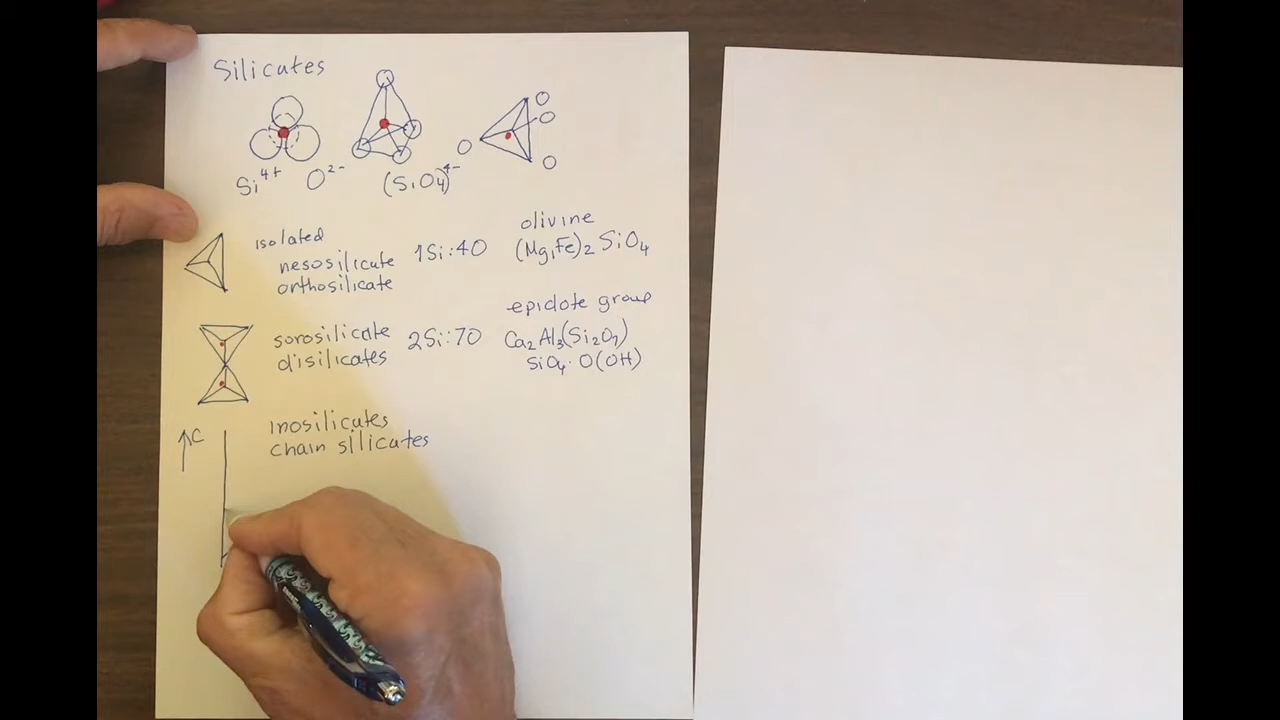 Silicates
O
O
O
O
Si⁴⁺ O²⁻ (SiO₄)⁴⁻
isolated
nesosilicate
orthosilicate
1Si:4O
olivine
(Mg,Fe)₂ SiO₄
sorosilicate
disilicates
2Si:7O
epidote group
Ca₂Al₃(Si₂O₇)
SiO₄·O(OH)
c
inosilicates
chain silicates